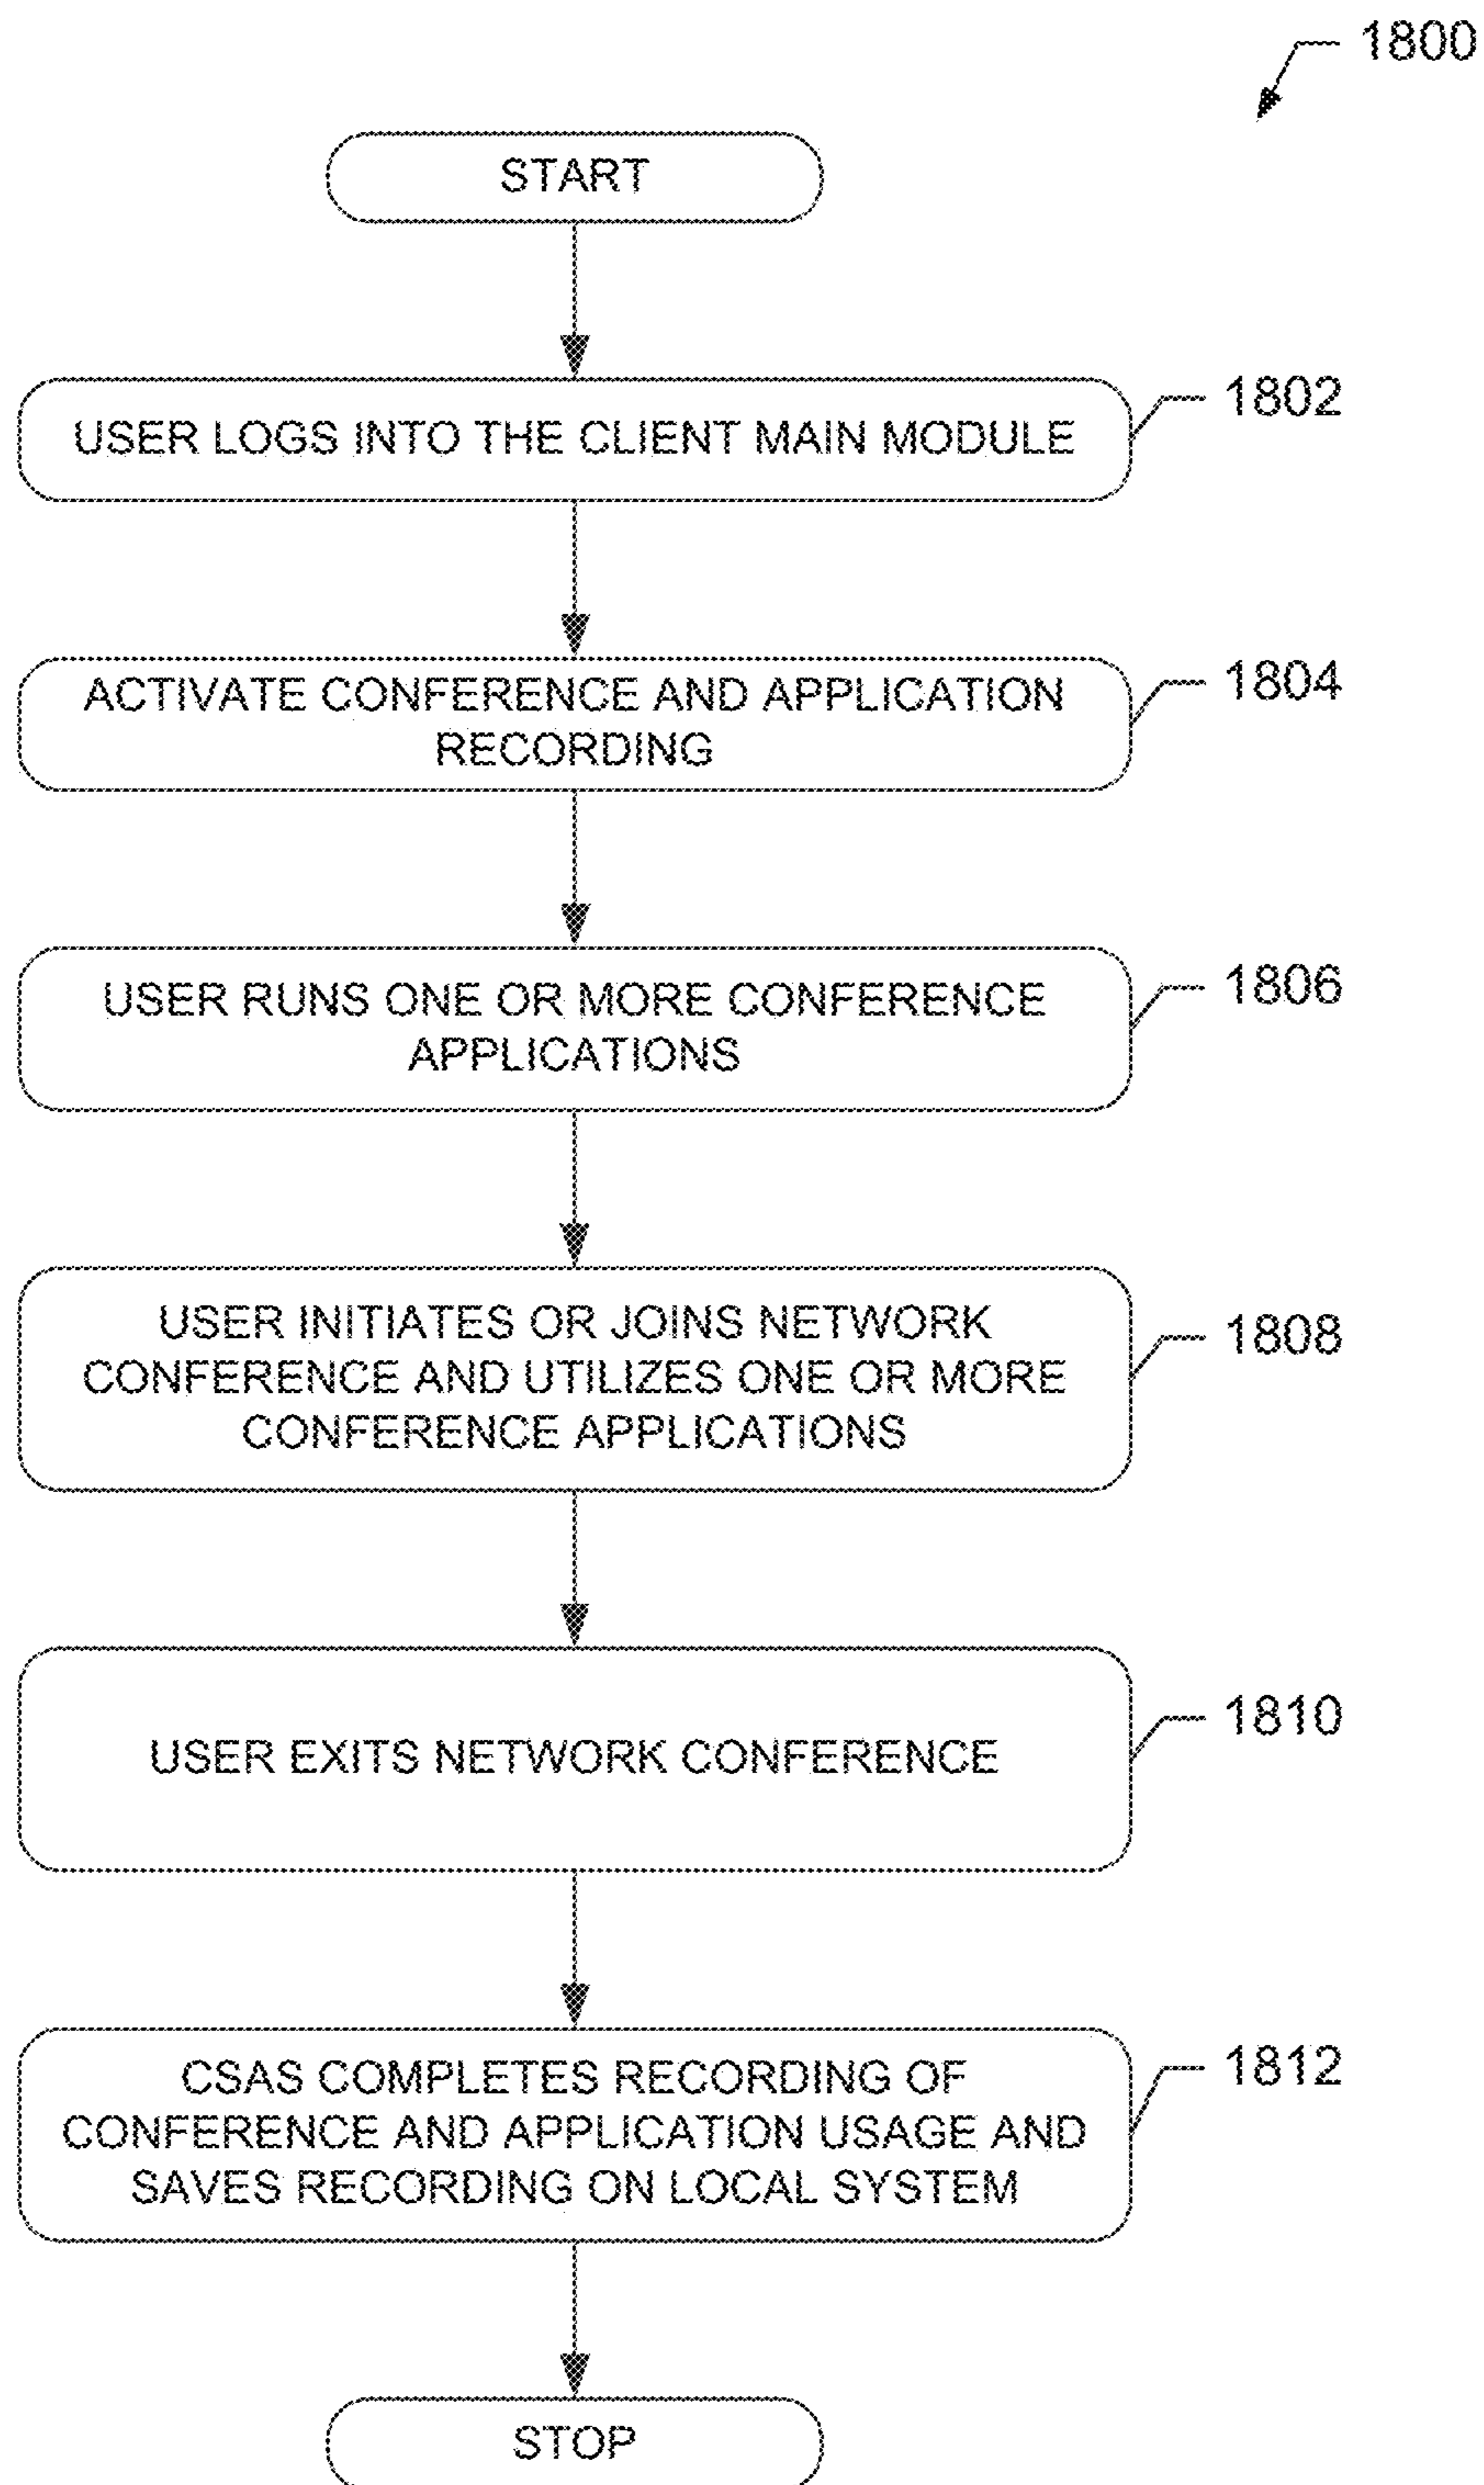 1800
START
USER LOGS INTO THE CLIENT MAIN MODULE
1802
ACTIVATE CONFERENCE AND APPLICATION
RECORDING
1804
USER RUNS ONE OR MORE CONFERENCE
APPLICATIONS
1806
USER INITIATES OR JOINS NETWORK
CONFERENCE AND UTILIZES ONE OR MORE
CONFERENCE APPLICATIONS
1808
USER EXITS NETWORK CONFERENCE
1810
CSAS COMPLETES RECORDING OF
CONFERENCE AND APPLICATION USAGE AND
SAVES RECORDING ON LOCAL SYSTEM
1812
STOP